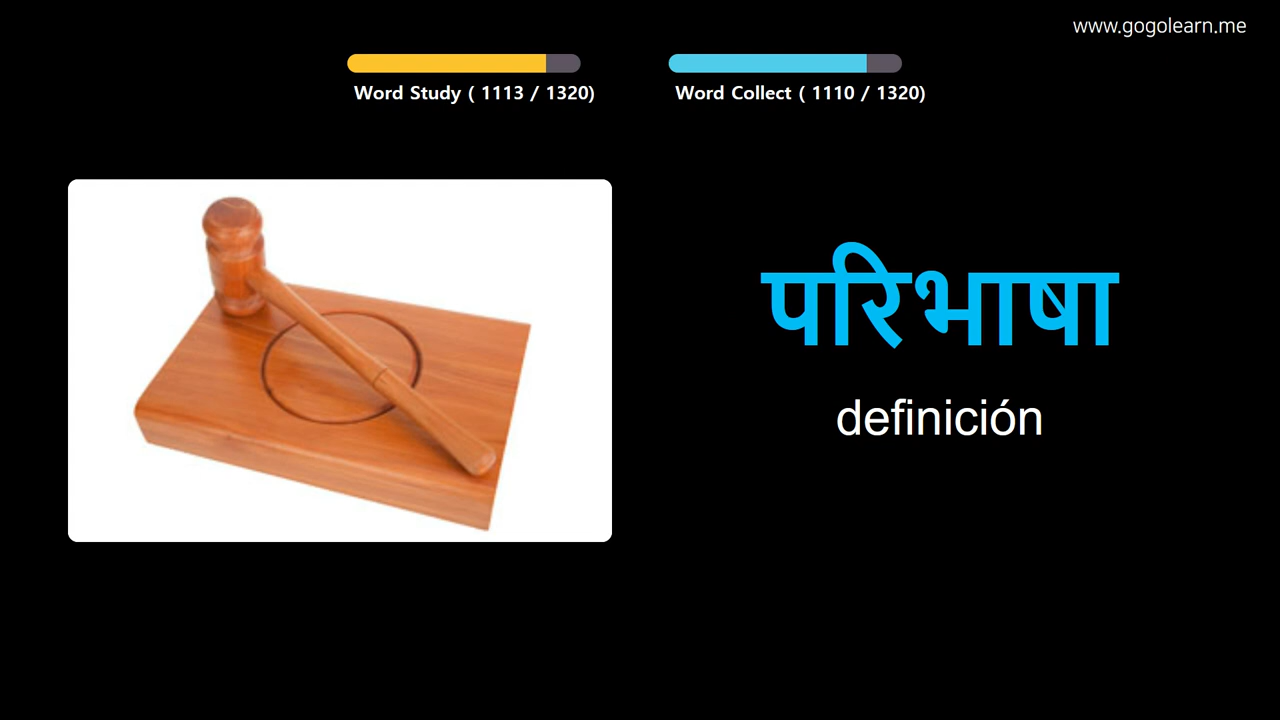 www.gogolearn.me
Word Study ( 1113 / 1320)
Word Collect ( 1110 / 1320)
परिभाषा
definición